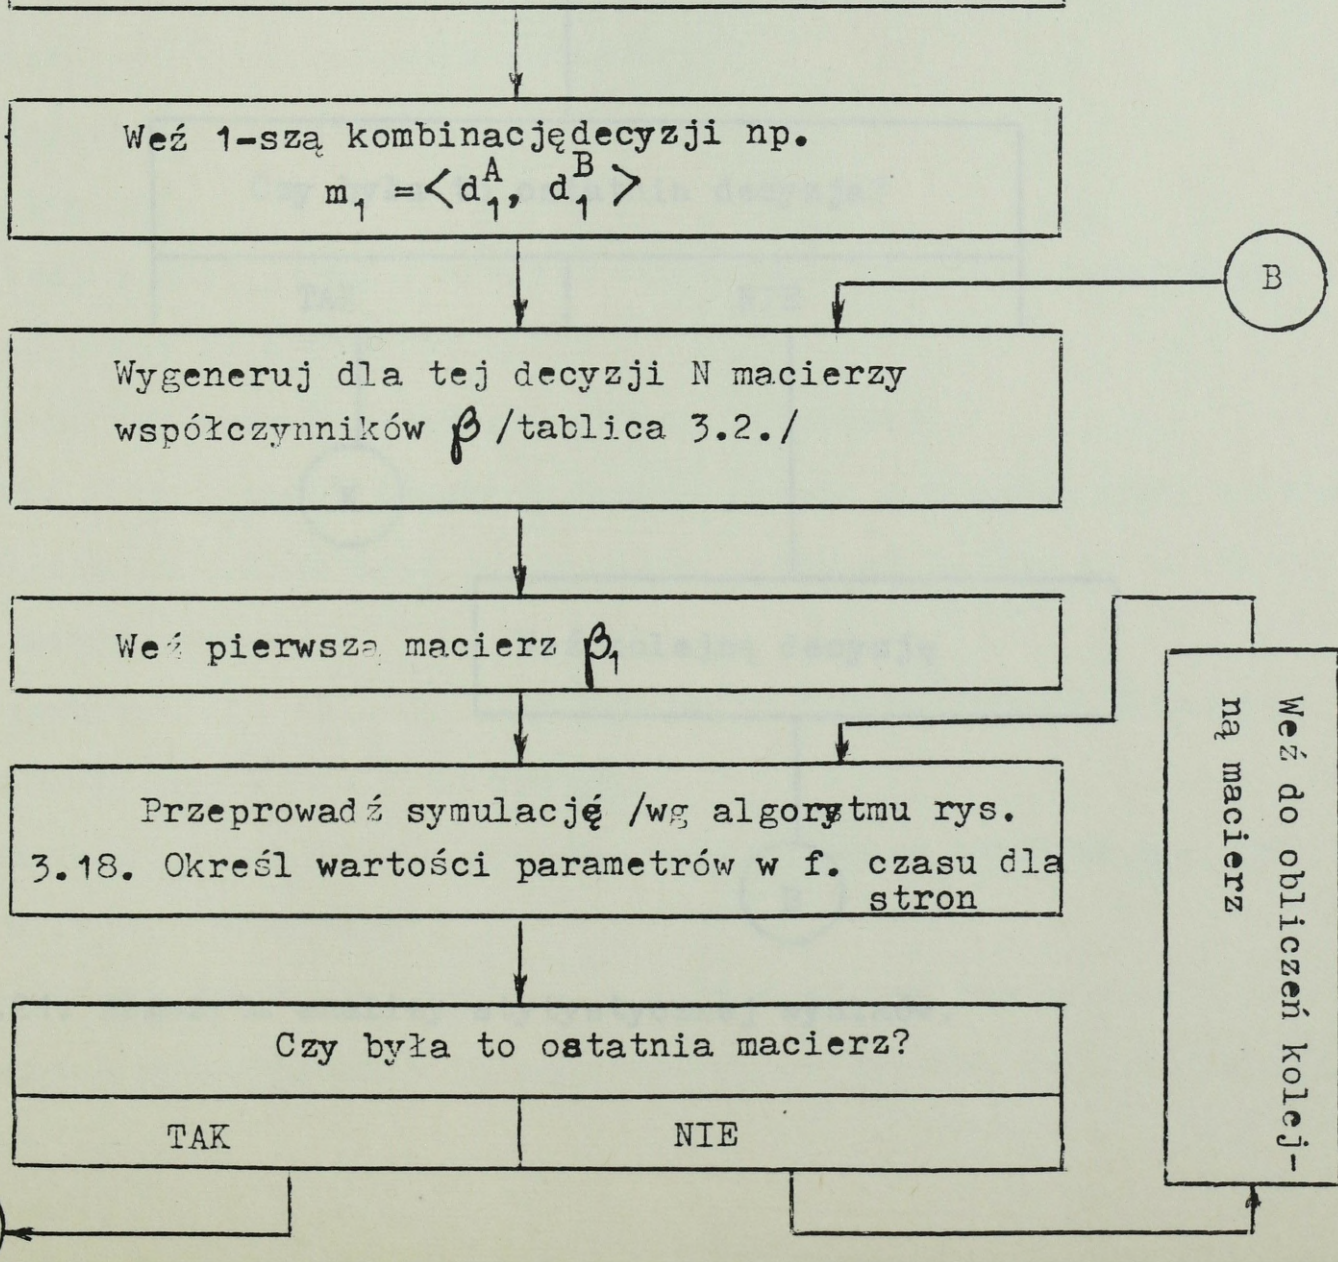 Weź 1-szą kombinacjędecyzji np.
m₁ = <d₁ᴬ, d₁ᴮ>
B
Wygeneruj dla tej decyzji N macierzy
współczynników β /tablica 3.2./
Weź pierwszą macierz β₁
Przeprowadź symulację /wg algorytmu rys.
3.18. Określ wartości parametrów w f. czasu dla
stron
Weź do obliczeń kolej-
ną macierz
Czy była to ostatnia macierz?
TAK
NIE